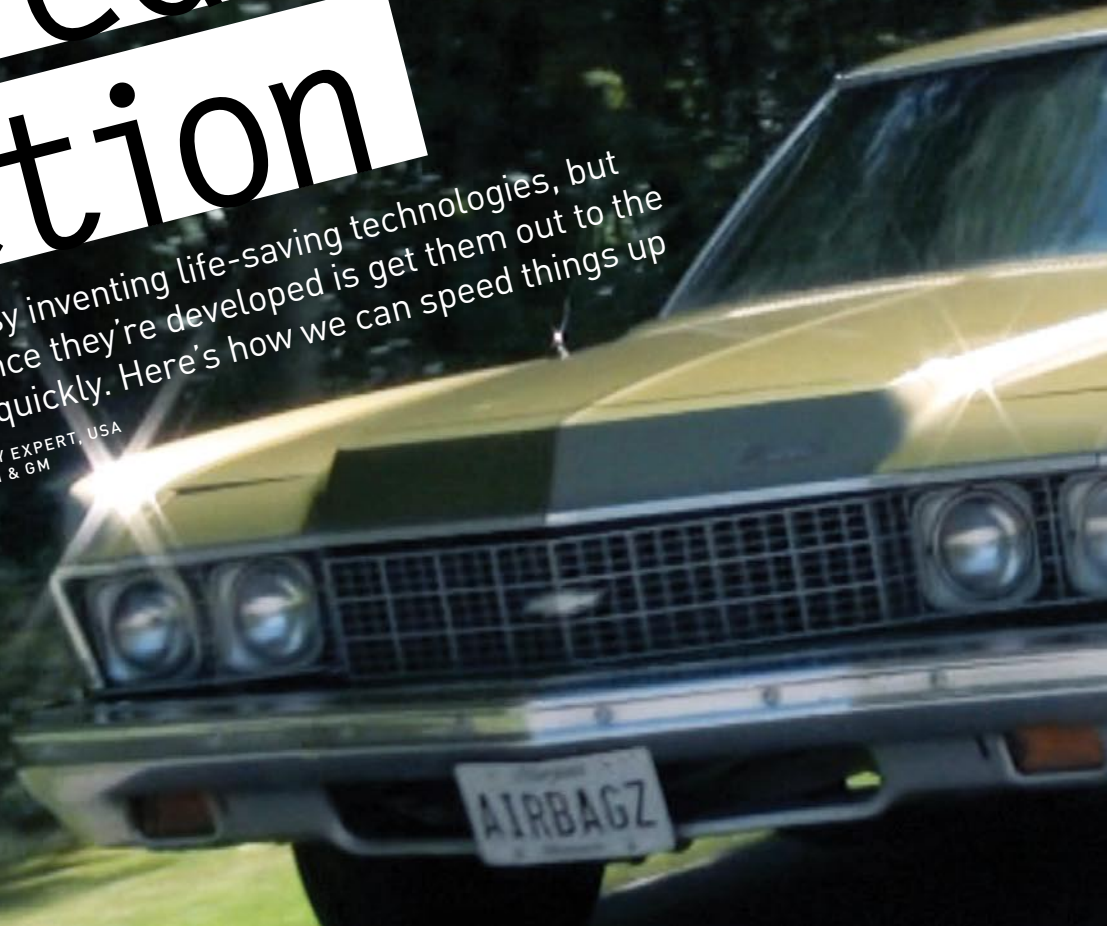 tion
inventing life-saving technologies, but
they're developed is get them out to the
quickly. Here's how we can speed things up
EXPERT, USA
& GM
AIRBAGZ